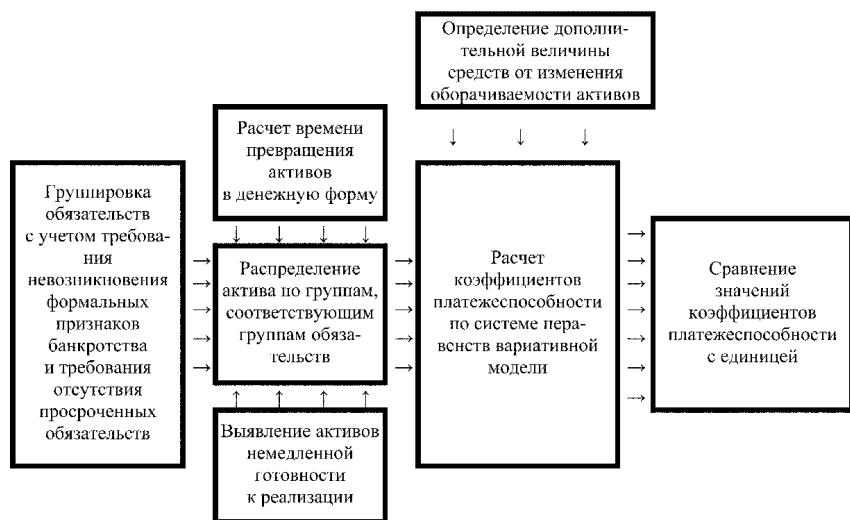 Определение дополни-
тельной величины
средств от изменения
оборачиваемости активов
Расчет времени
превращения
активов
в денежную форму
Группировка
обязательств
с учетом требова-
ния
невозникновения
формальных
признаков
банкротства
и требования
отсутствия
просроченных
обязательств
Распределение
актива по группам,
соответствующим
группам обяза-
тельств
Выявление активов
немедленной
готовности
к реализации
Расчет
коэффициентов
платежеспособности
по системе нера-
венств вариативной
модели
Сравнение
значений
коэффициентов
платежеспособности
с единицей